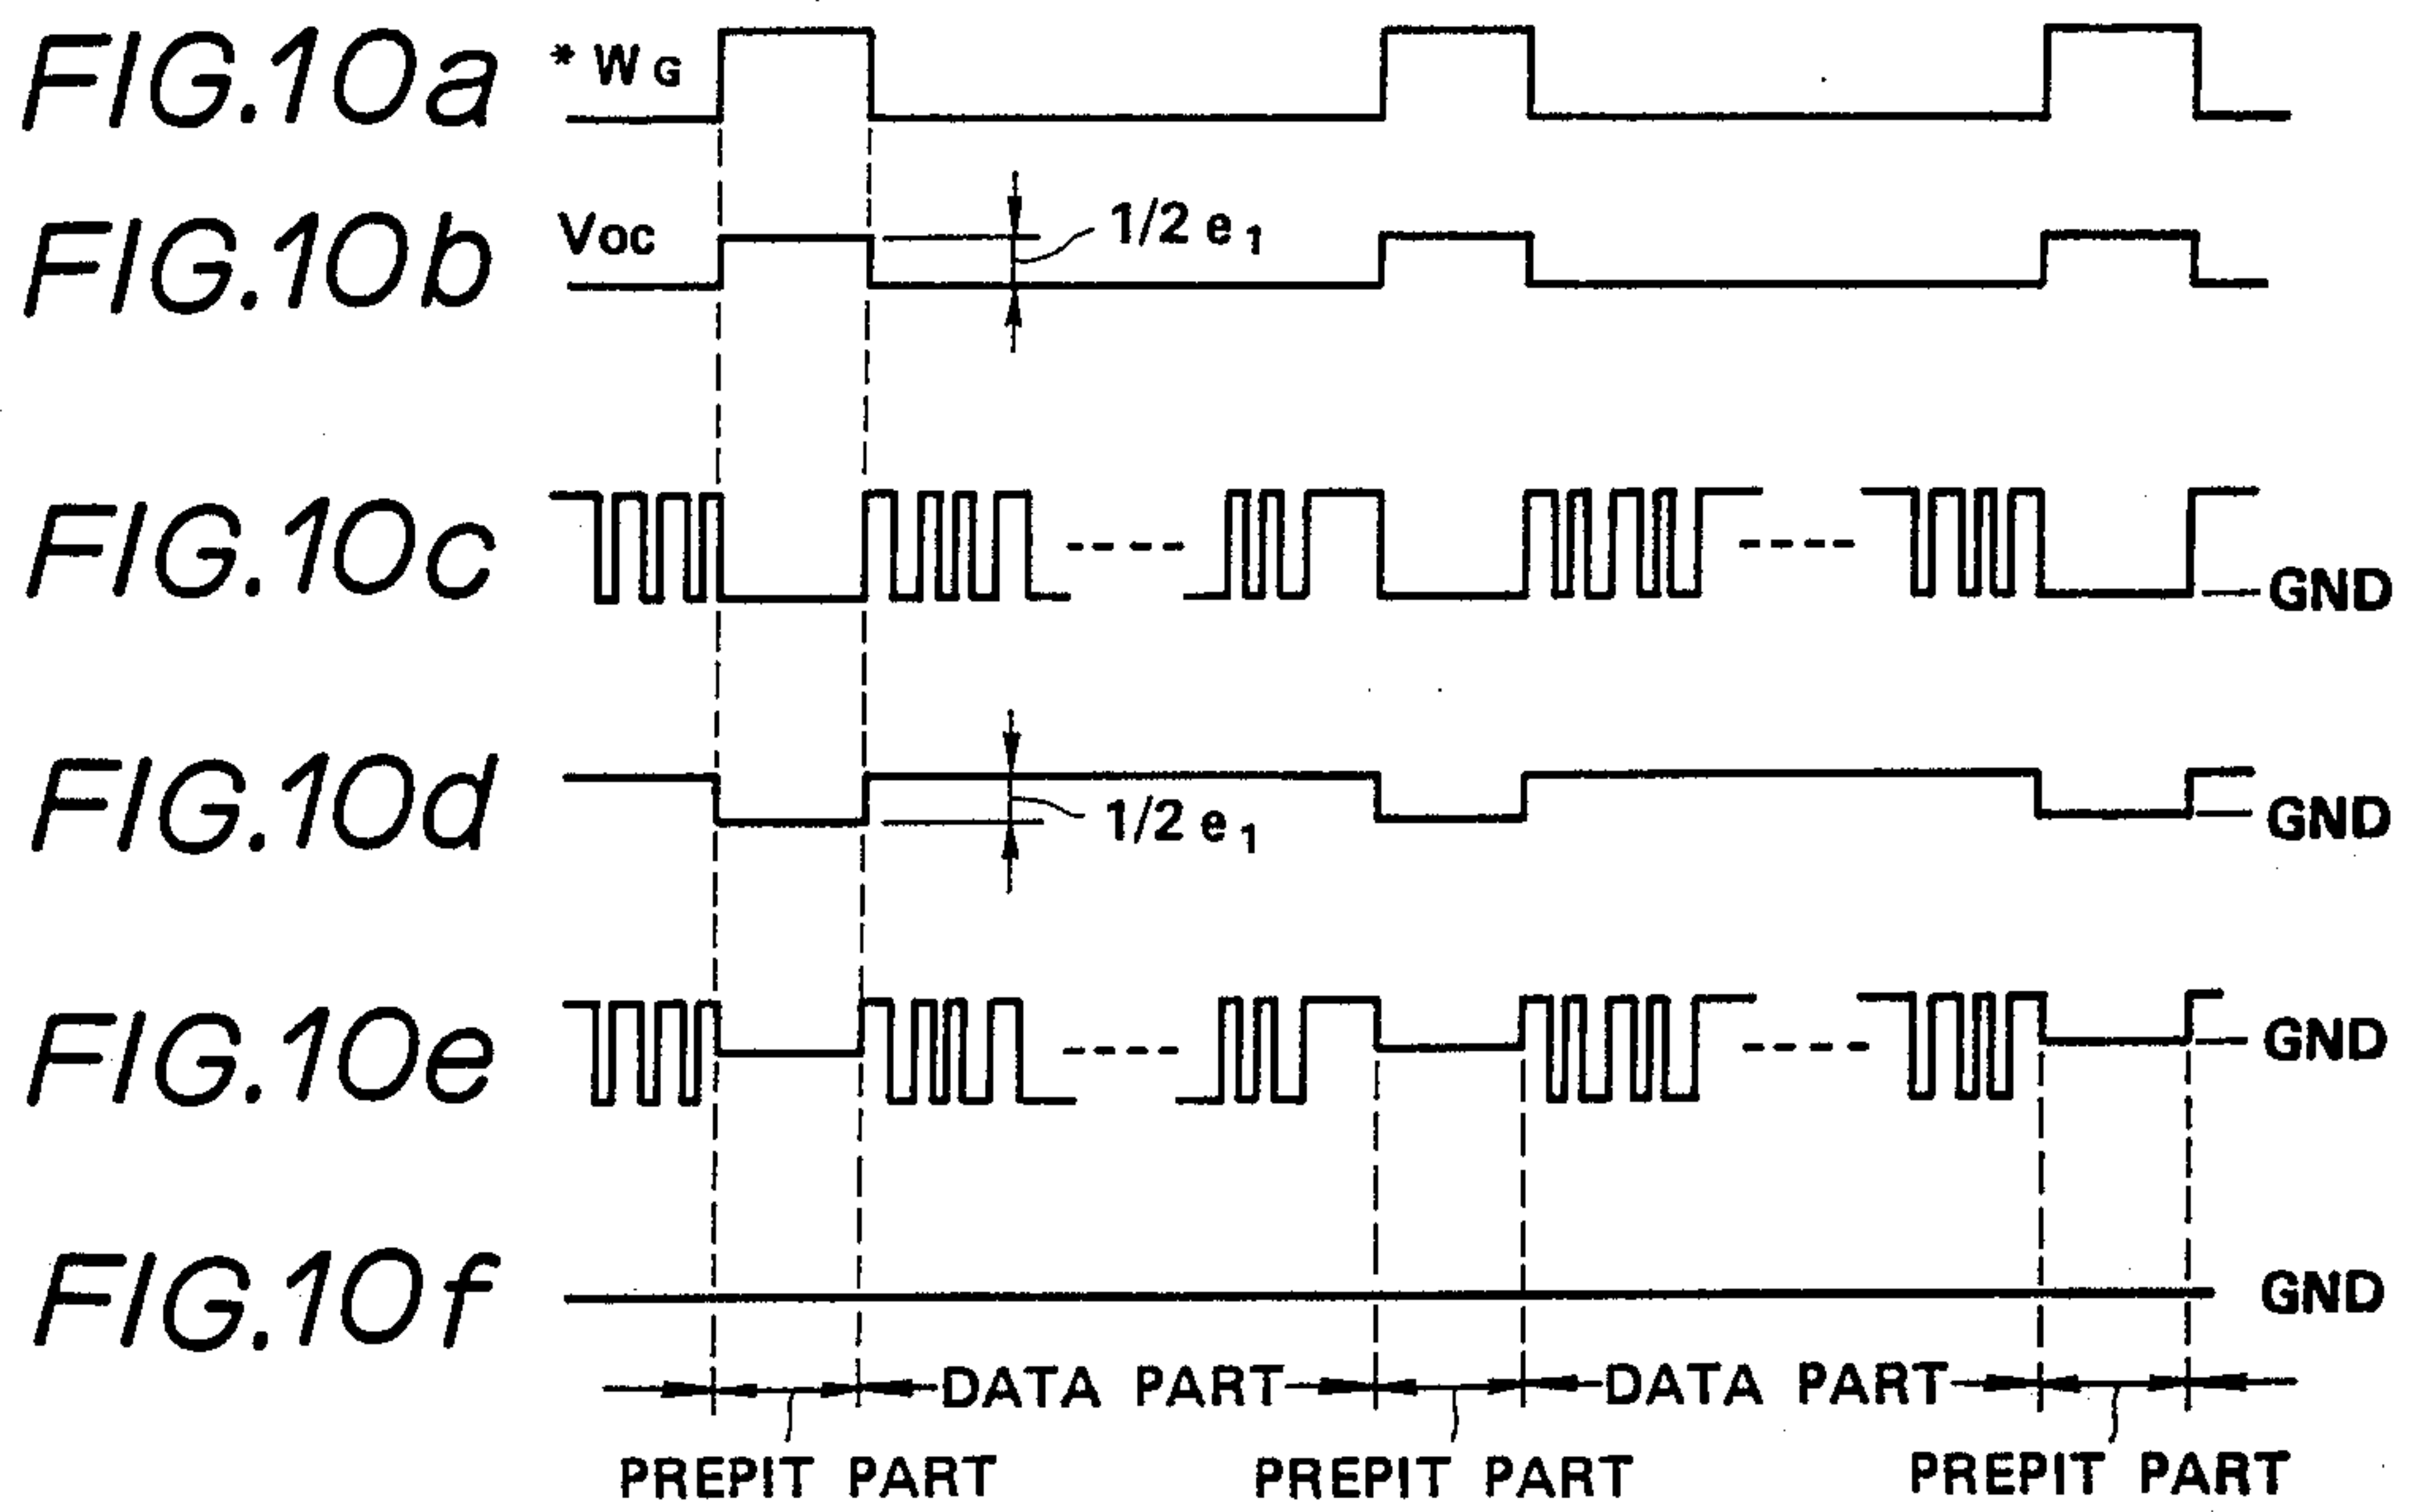 FIG.10a
*WG
FIG.10b
VOC
1/2 e1
FIG.10c
GND
FIG.10d
1/2 e1
GND
FIG.10e
GND
FIG.10f
GND
DATA PART
DATA PART
PREPIT PART
PREPIT PART
PREPIT PART